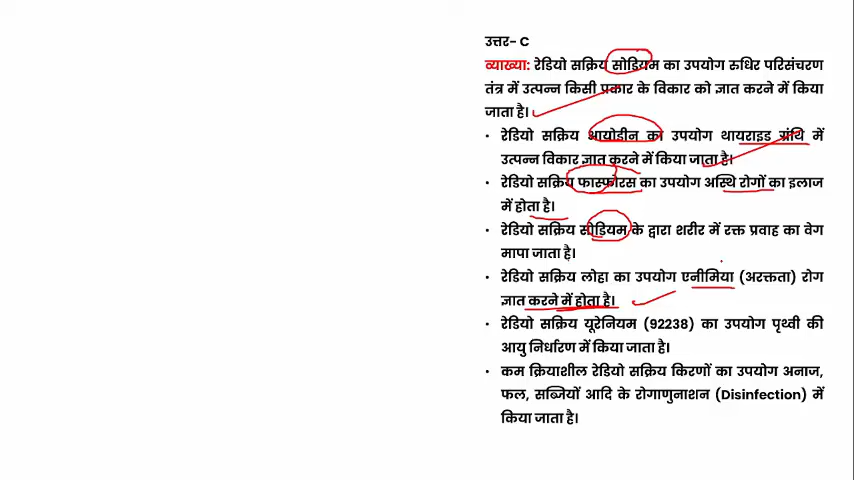 उत्तर- C
व्याख्या: रेडियो सक्रिय सोडियम का उपयोग रुधिर परिसंचरण
तंत्र में उत्पन्न किसी प्रकार के विकार को ज्ञात करने में किया
जाता है।
• रेडियो सक्रिय आयोडीन का उपयोग थायराइड ग्रंथि में
उत्पन्न विकार ज्ञात करने में किया जाता है।
• रेडियो सक्रिय फास्फोरस का उपयोग अस्थि रोगों का इलाज
में होता है।
• रेडियो सक्रिय सोडियम के द्वारा शरीर में रक्त प्रवाह का वेग
मापा जाता है।
• रेडियो सक्रिय लोहा का उपयोग एनीमिया (अरक्तता) रोग
ज्ञात करने में होता है।
• रेडियो सक्रिय यूरेनियम (92238) का उपयोग पृथ्वी की
आयु निर्धारण में किया जाता है।
• कम क्रियाशील रेडियो सक्रिय किरणों का उपयोग अनाज,
फल, सब्जियों आदि के रोगाणुनाशन (Disinfection) में
किया जाता है।